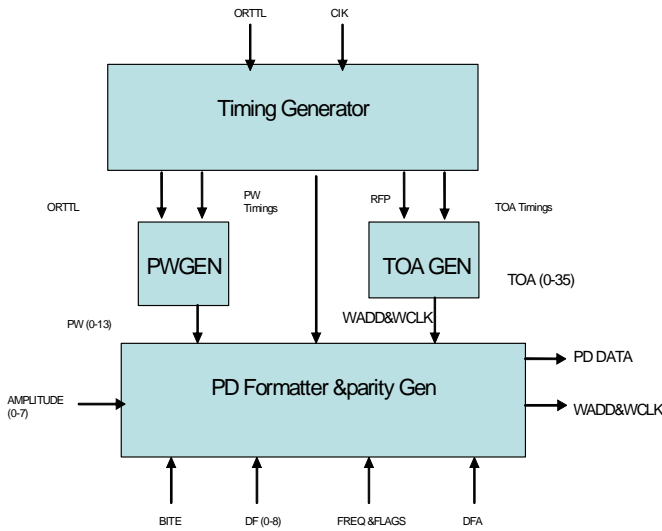 ORTTL
CIK
Timing Generator
ORTTL
PW
Timings
RFP
TOA Timings
PWGEN
TOA GEN
TOA (0-35)
PW (0-13)
WADD&WCLK
PD Formatter &parity Gen
PD DATA
AMPLITUDE
(0-7)
WADD&WCLK
BITE
DF (0-8)
FREQ &FLAGS
DFA